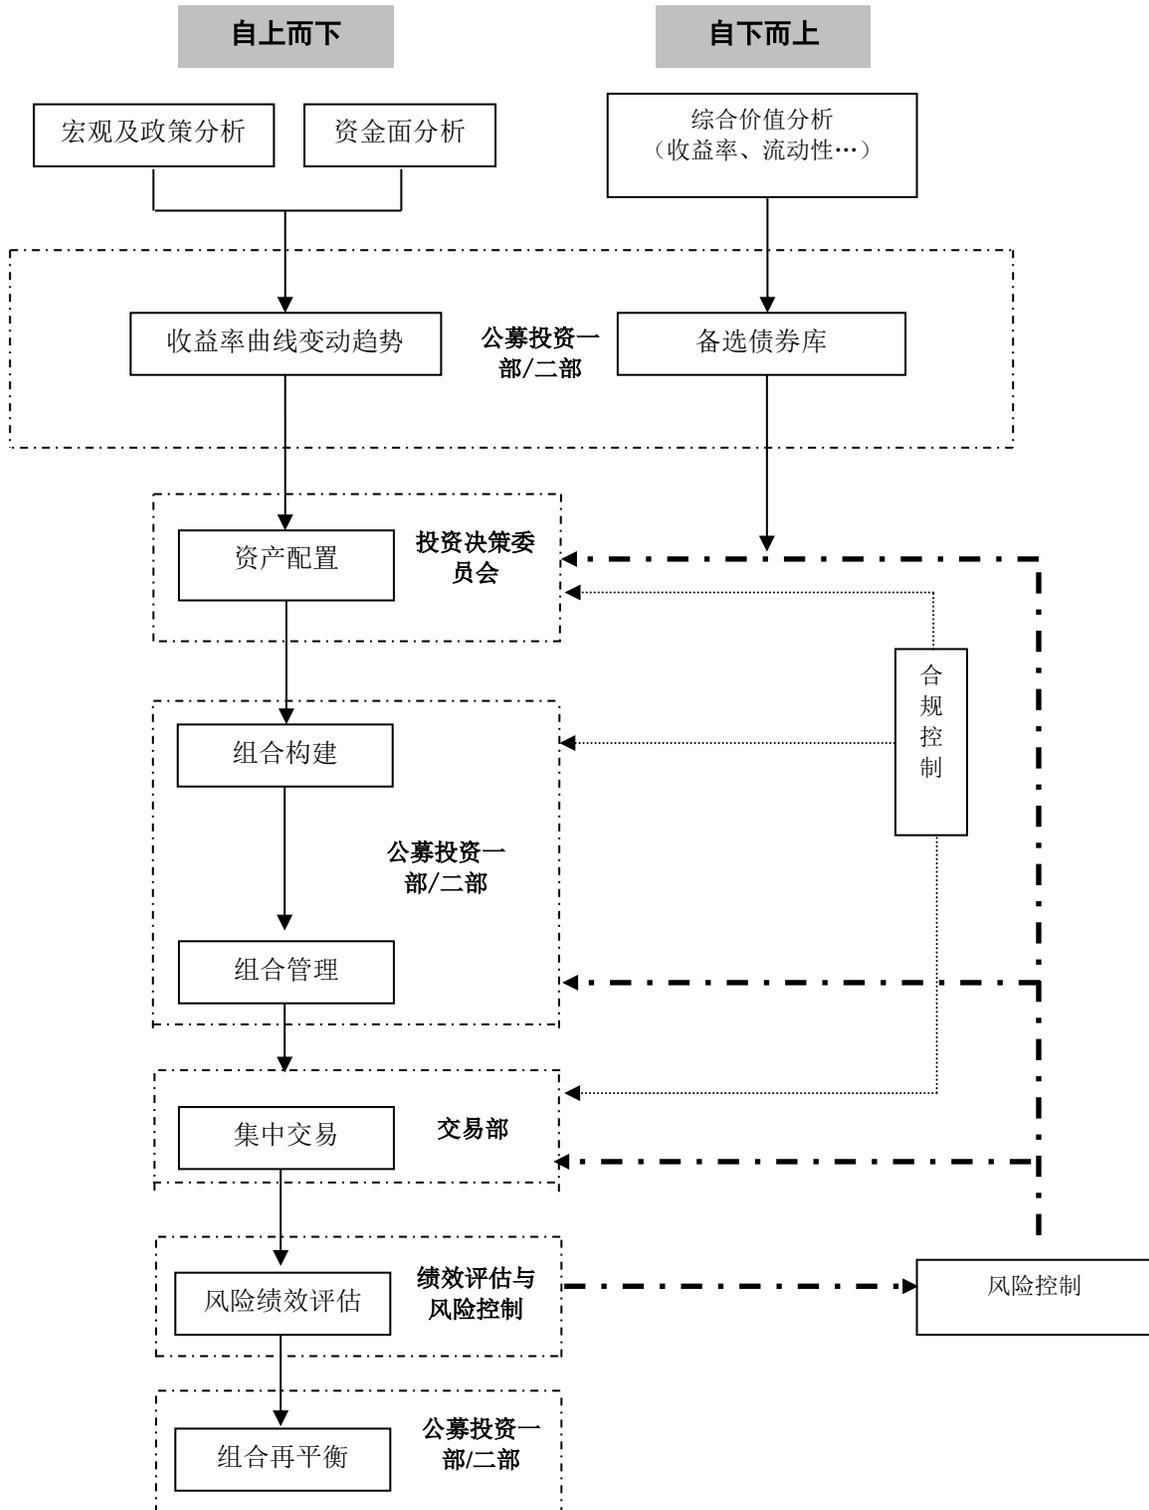 自上而下
自下而上
宏观及政策分析
资金面分析
综合价值分析
（收益率、流动性…）
收益率曲线变动趋势
公募投资一
部/二部
备选债券库
资产配置
投资决策委
员会
合
规
控
制
组合构建
公募投资一
部/二部
组合管理
集中交易
交易部
风险绩效评估
绩效评估与
风险控制
风险控制
组合再平衡
公募投资一
部/二部